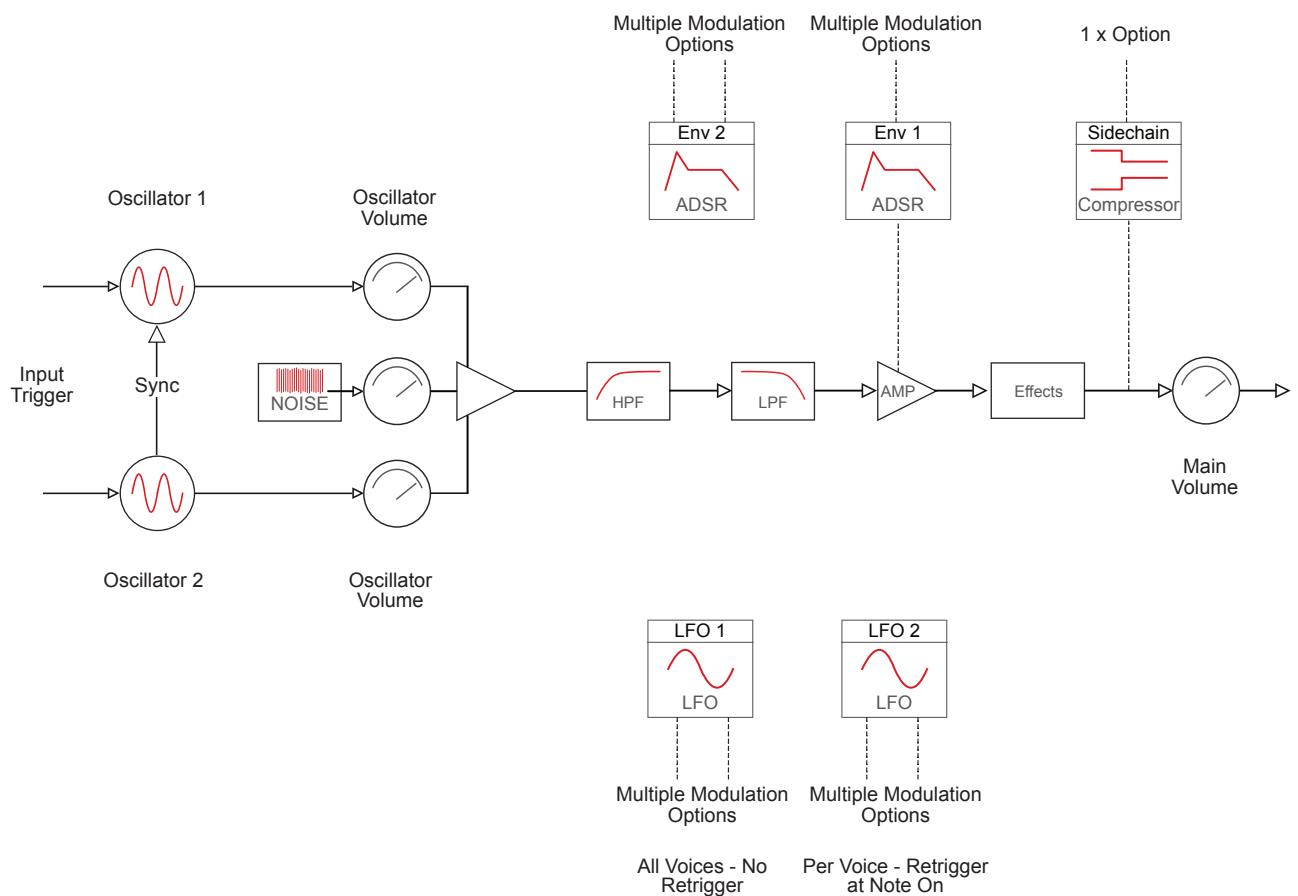 Multiple Modulation
Options
Multiple Modulation
Options
1 x Option
Env 2
ADSR
Env 1
ADSR
Sidechain
Compressor
Oscillator 1
Oscillator
Volume
Input
Trigger
Sync
NOISE
HPF
LPF
AMP
Effects
Main
Volume
Oscillator 2
Oscillator
Volume
LFO 1
LFO
LFO 2
LFO
Multiple Modulation
Options
Multiple Modulation
Options
All Voices - No
Retrigger
Per Voice - Retrigger
at Note On